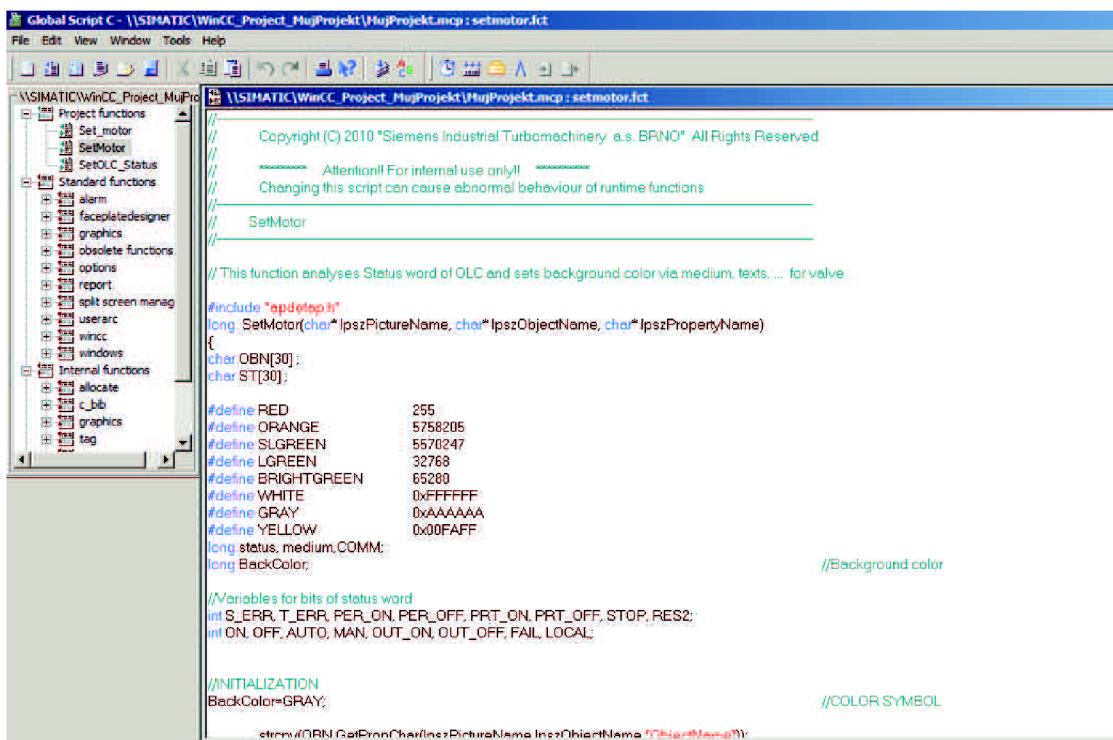 Global Script C - \\SIMATIC\WinCC_Project_MujProjekt\MujProjekt.mcp : setmotor.fct
File Edit View Window Tools Help
\\SIMATIC\WinCC_Project_MujPro
Project functions
Set_motor
SetMotor
SetOLC_Status
Standard functions
alarm
faceplatedesigner
graphics
obsolete functions
options
report
split screen manag
userarc
wincc
windows
Internal functions
allocate
c_bib
graphics
tag
\\SIMATIC\WinCC_Project_MujProjekt\MujProjekt.mcp : setmotor.fct
//
// Copyright (C) 2010 "Siemens Industrial Turbomachinery a.s. BRNO" All Rights Reserved
//
// ********* Attention!! For internal use only!! **********
// Changing this script can cause abnormal behaviour of runtime functions
//
// SetMotor
//
// This function analyses Status word of OLC and sets background color via medium, texts, ... for valve
#include "apdefap.h"
long SetMotor(char* lpszPictureName, char* lpszObjectName, char* lpszPropertyName)
{
char OBN[30];
char ST[30];
#define RED 255
#define ORANGE 5758205
#define SLGREEN 5570247
#define LGREEN 32768
#define BRIGHTGREEN 65280
#define WHITE 0xFFFFFF
#define GRAY 0xAAAAAA
#define YELLOW 0x00FAFF
long status, medium,COMM;
long BackColor; //Background color
//Variables for bits of status word
int S_ERR, T_ERR, PER_ON, PER_OFF, PRT_ON, PRT_OFF, STOP, RES2;
int ON, OFF, AUTO, MAN, OUT_ON, OUT_OFF, FAIL, LOCAL;
//INITIALIZATION
BackColor=GRAY; //COLOR SYMBOL
strcpy(OBN,GetPropChar(lpszPictureName,lpszObjectName,"ObjectName"));